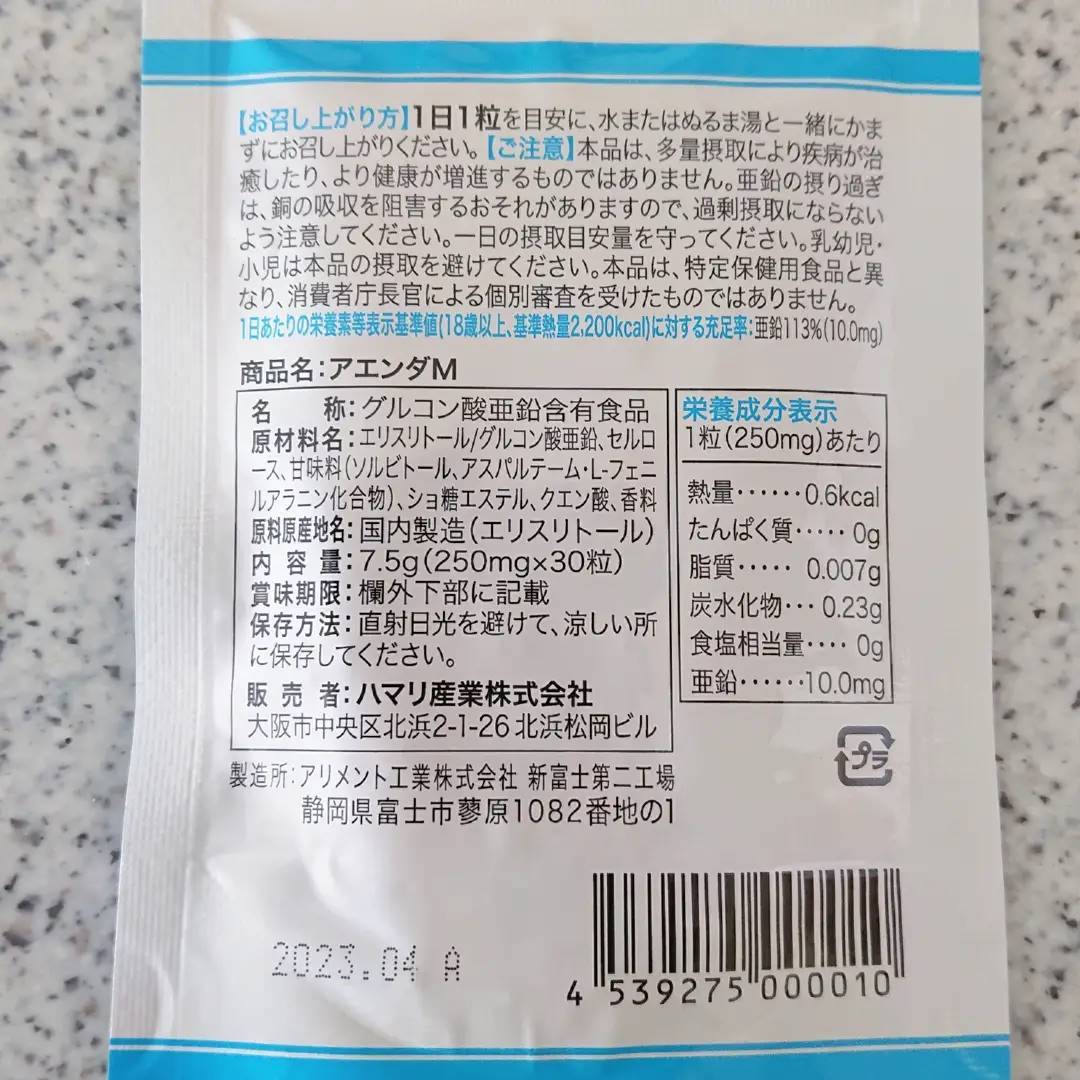 【お召し上がり方】1日1粒を目安に、水またはぬるま湯と一緒にかま
ずにお召し上がりください。【ご注意】本品は、多量摂取により疾病が治
癒したり、より健康が増進するものではありません。亜鉛の摂り過ぎ
は、銅の吸収を阻害するおそれがありますので、過剰摂取にならない
よう注意してください。一日の摂取目安量を守ってください。乳幼児・
小児は本品の摂取を避けてください。本品は、特定保健用食品と異
なり、消費者庁長官による個別審査を受けたものではありません。
1日あたりの栄養素等表示基準値(18歳以上、基準熱量2,200kcal)に対する充足率:亜鉛113%(10.0mg)
商品名:アエンダM
名称:グルコン酸亜鉛含有食品
原材料名:エリスリトール/グルコン酸亜鉛、セルロ
ース、甘味料(ソルビトール、アスパルテーム・L-フェニ
ルアラニン化合物)、ショ糖エステル、クエン酸、香料
原料原産地名:国内製造(エリスリトール)
内容量:7.5g(250mg×30粒)
賞味期限:欄外下部に記載
保存方法:直射日光を避けて、涼しい所
に保存してください。
販売者:ハマリ産業株式会社
大阪市中央区北浜2-1-26 北浜松岡ビル
栄養成分表示
1粒(250mg)あたり
熱量······0.6kcal
たんぱく質·····0g
脂質·····0.007g
炭水化物···0.23g
食塩相当量····0g
亜鉛······10.0mg
プラ
製造所:アリメント工業株式会社 新富士第二工場
静岡県富士市蓼原1082番地の1
2023.04 A
4 539275 000010